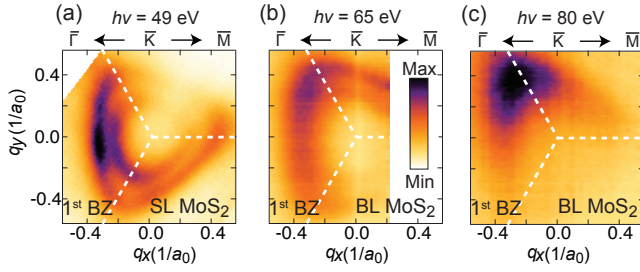 (a) hν = 49 eV (b) hν = 65 eV (c) hν = 80 eV
Γ̅ K̅ M̅ Γ̅ K̅ M̅ Γ̅ K̅ M̅
qy(1/a0)
0.4
0.0
-0.4
Max
Min
1st BZ SL MoS2 1st BZ BL MoS2 1st BZ BL MoS2
-0.4 0.0 0.4 -0.4 0.0 0.4 -0.4 0.0 0.4
qx(1/a0) qx(1/a0) qx(1/a0)